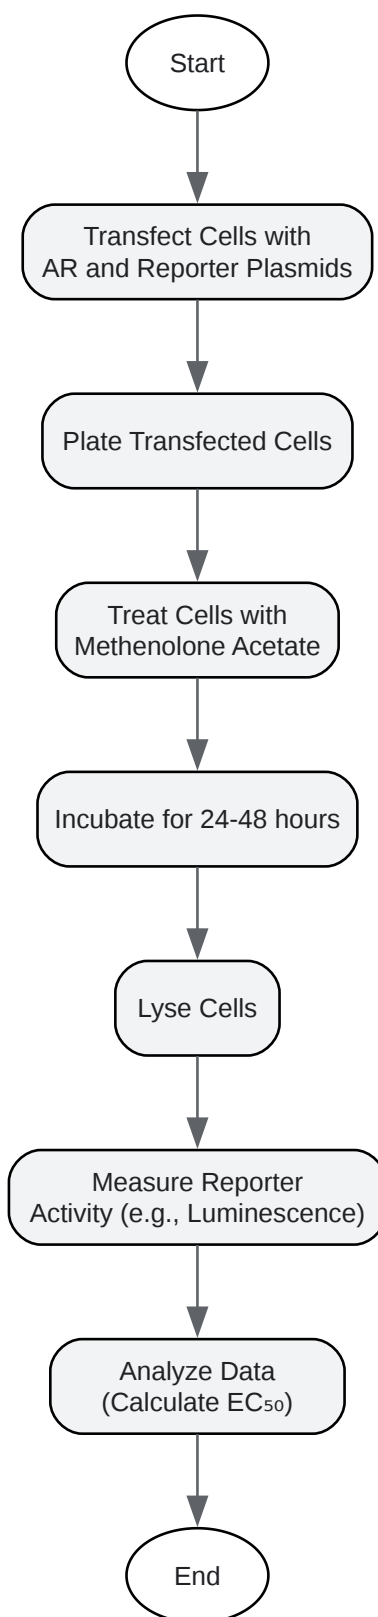 Start
Transfect Cells with
AR and Reporter Plasmids
Plate Transfected Cells
Treat Cells with
Methenolone Acetate
Incubate for 24-48 hours
Lyse Cells
Measure Reporter
Activity (e.g., Luminescence)
Analyze Data
(Calculate EC₅₀)
End